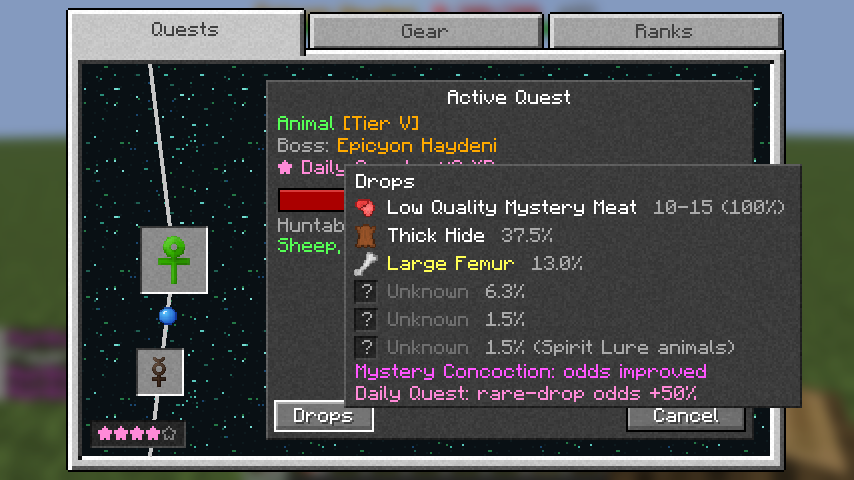 Quests
Gear
Ranks
Active Quest
Animal [Tier V]
Boss: Epicyon Haydeni
Daily
Drops
Low Quality Mystery Meat 10-15 (100%)
Thick Hide 37.5%
Huntab
Sheep,
Large Femur 13.0%
? Unknown 6.3%
? Unknown 1.5%
? Unknown 1.5% (Spirit Lure animals)
Mystery Concoction: odds improved
Daily Quest: rare-drop odds +50%
Drops
Cancel